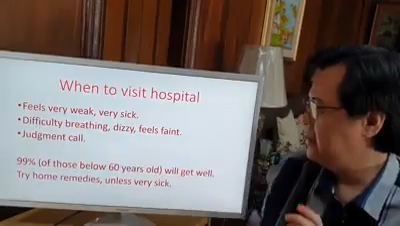 When to visit hospital
•Feels very weak, very sick.
•Difficulty breathing, dizzy, feels faint.
•Judgment call.
99% (of those below 60 years old) will get well.
Try home remedies, unless very sick.